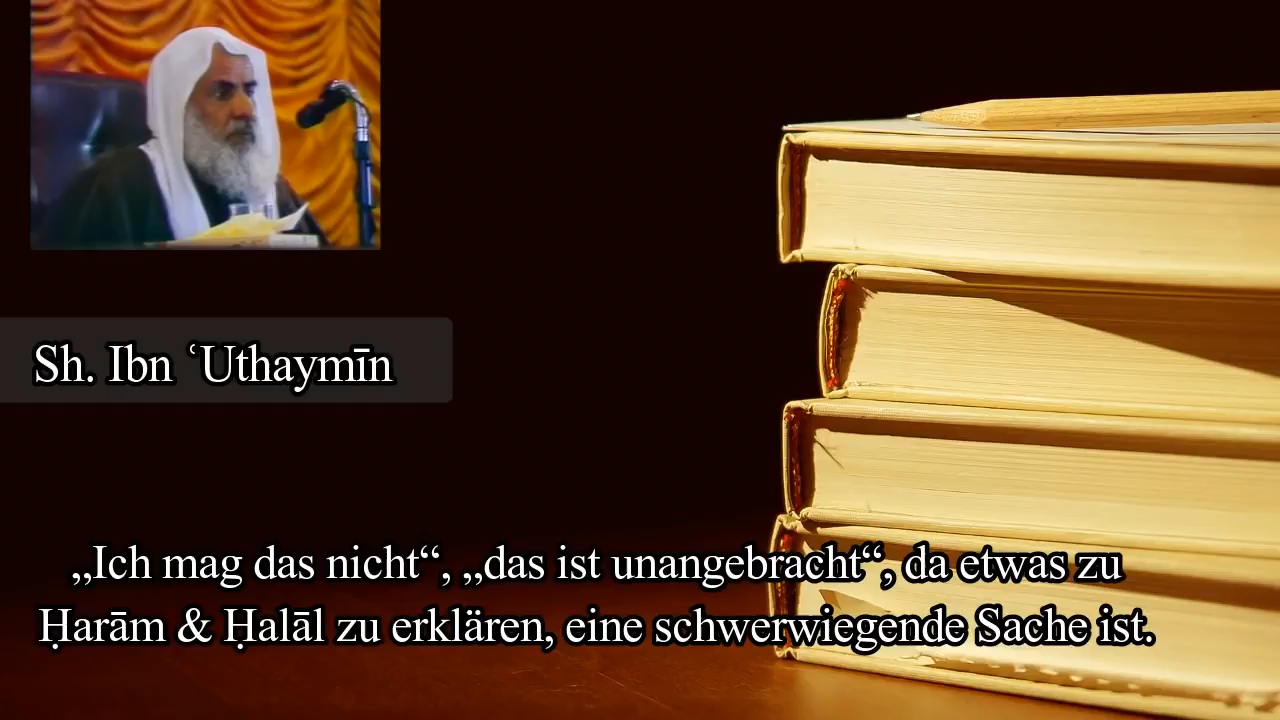 Sh. Ibn ʿUthaymīn
„Ich mag das nicht“, „das ist unangebracht“, da etwas zu
Ḥarām & Ḥalāl zu erklären, eine schwerwiegende Sache ist.